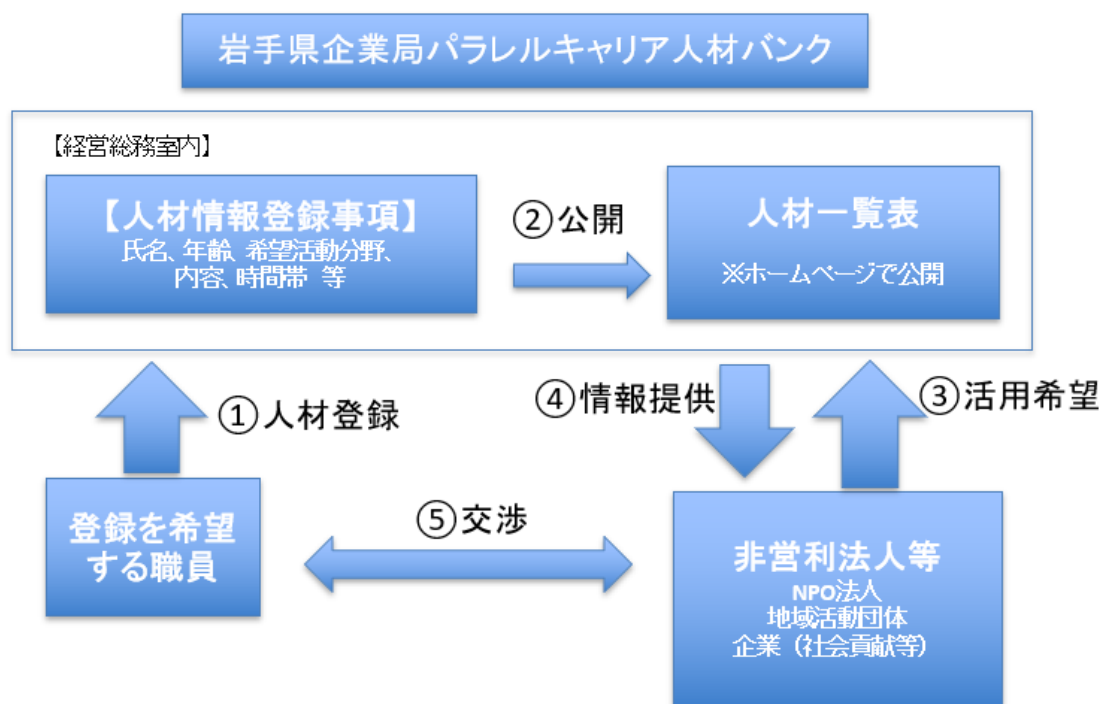 岩手県企業局パラレルキャリア人材バンク
【経営総務室内】
【人材情報登録事項】
氏名、年齢、希望活動分野、
内容、時間帯 等
②公開
人材一覧表
※ホームページで公開
①人材登録
④情報提供
③活用希望
登録を希望
する職員
⑤交渉
非営利法人等
NPO法人
地域活動団体
企業（社会貢献等）